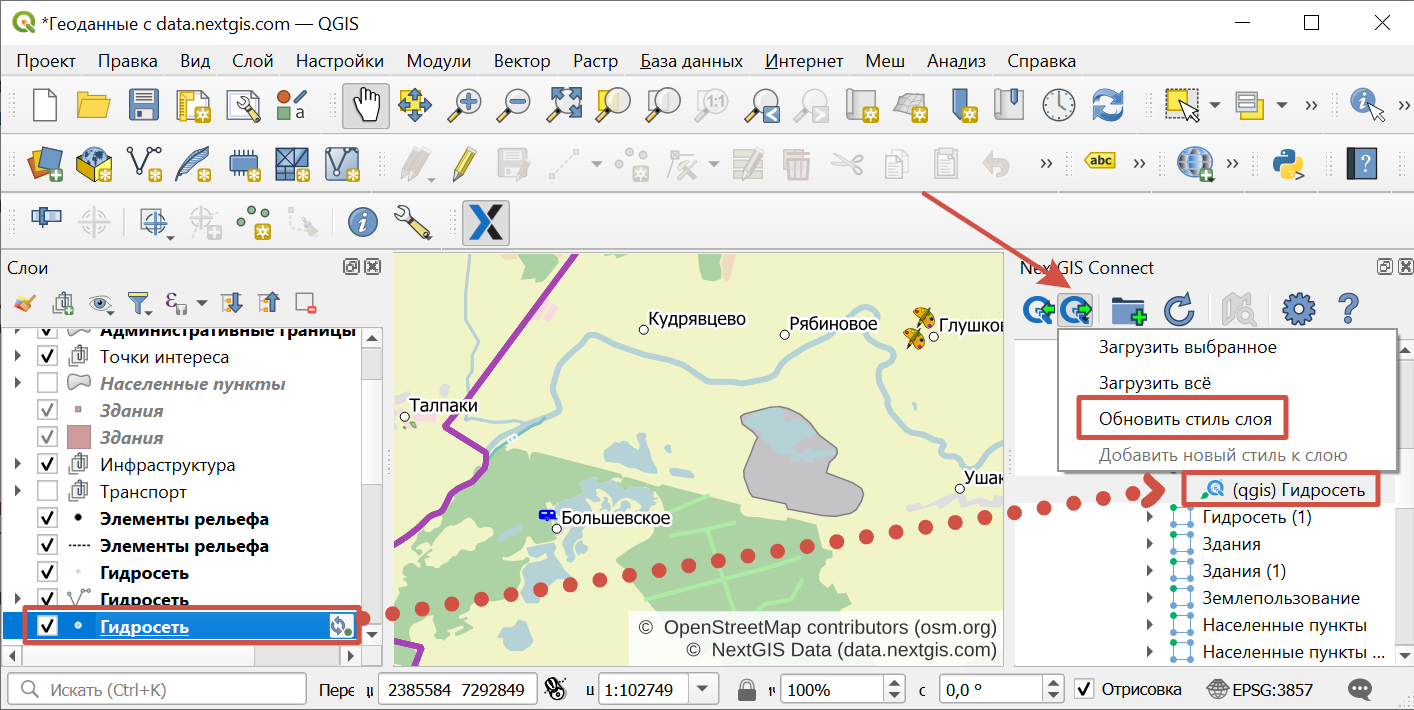 *Геоданные с data.nextgis.com — QGIS
Проект Правка Вид Слой Настройки Модули Вектор Растр База данных Интернет Меш Анализ Справка
a
1:1
»
»
»
abc
»
»
?
Слои
Административные границы
Точки интереса
Населенные пункты
Здания
Здания
Инфраструктура
Транспорт
Элементы рельефа
Элементы рельефа
Гидросеть
Гидросеть
Гидросеть
Кудрявцево
Рябиновое
Глушков
Талпаки
Ушак
Большевское
© OpenStreetMap contributors (osm.org)
© NextGIS Data (data.nextgis.com)
NextGIS Connect
?
Загрузить выбранное
Загрузить всё
Обновить стиль слоя
Добавить новый стиль к слою
(qgis) Гидросеть
Гидросеть (1)
Здания
Здания (1)
Землепользование
Населенные пункты
Населенные пункты ...
Искать (Ctrl+K) Пере 2385584 7292849 1:102749 100% с 0,0 ° Отрисовка EPSG:3857